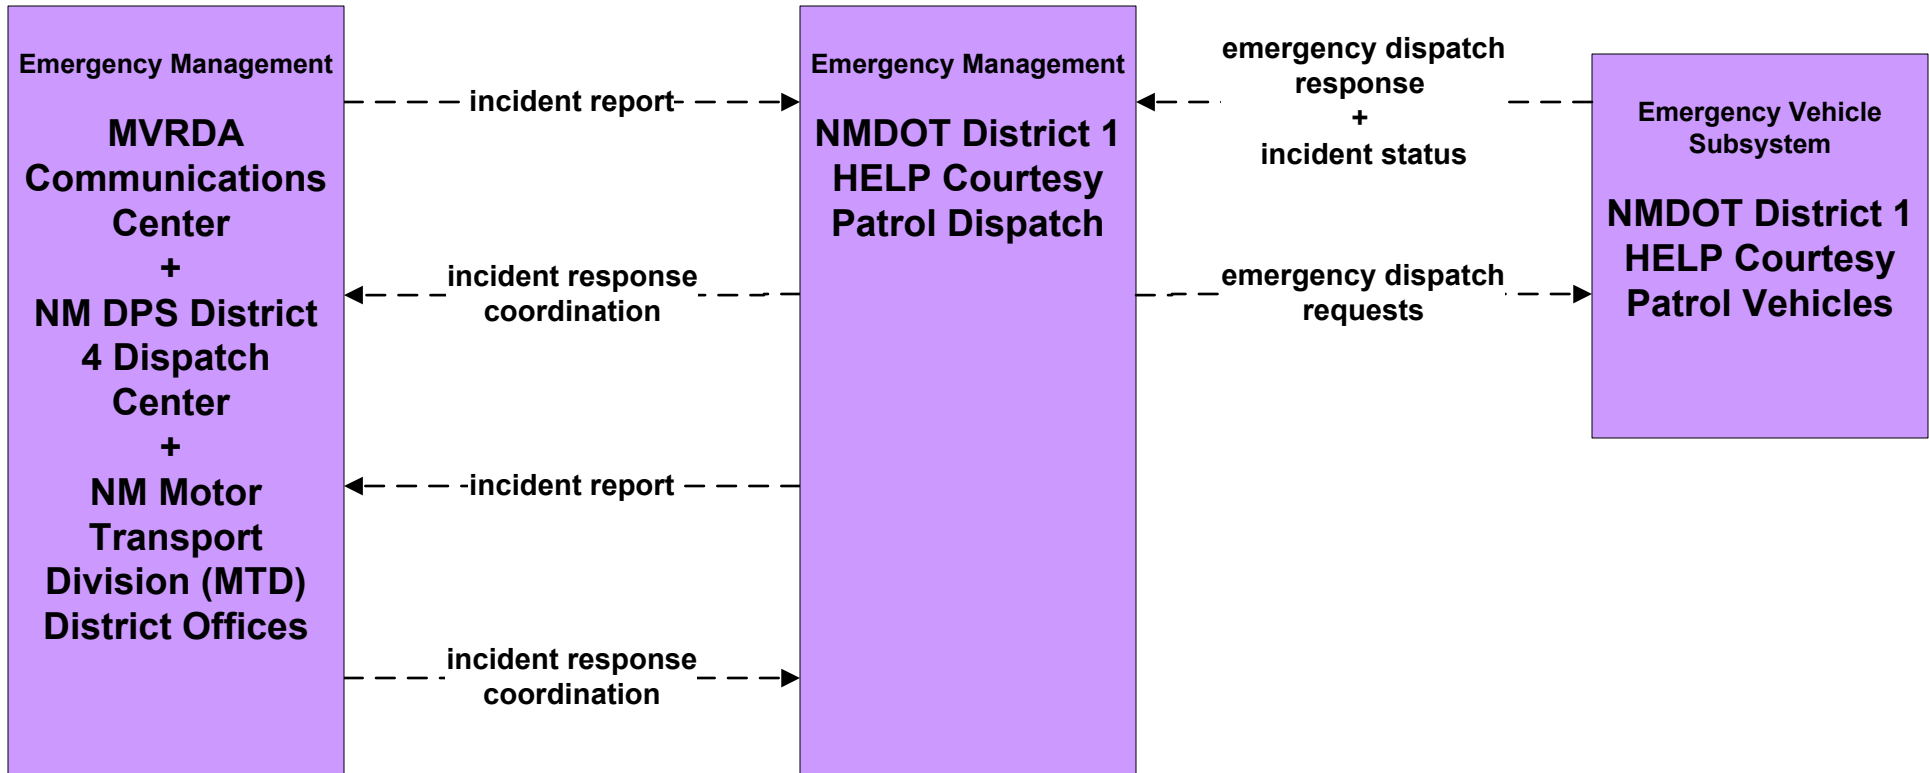 Emergency Management
MVRDA
Communications
Center
+
NM DPS District
4 Dispatch
Center
+
NM Motor
Transport
Division (MTD)
District Offices
incident report
incident response
coordination
incident report
incident response
coordination
Emergency Management
NMDOT District 1
HELP Courtesy
Patrol Dispatch
emergency dispatch
response
+
incident status
emergency dispatch
requests
Emergency Vehicle
Subsystem
NMDOT District 1
HELP Courtesy
Patrol Vehicles